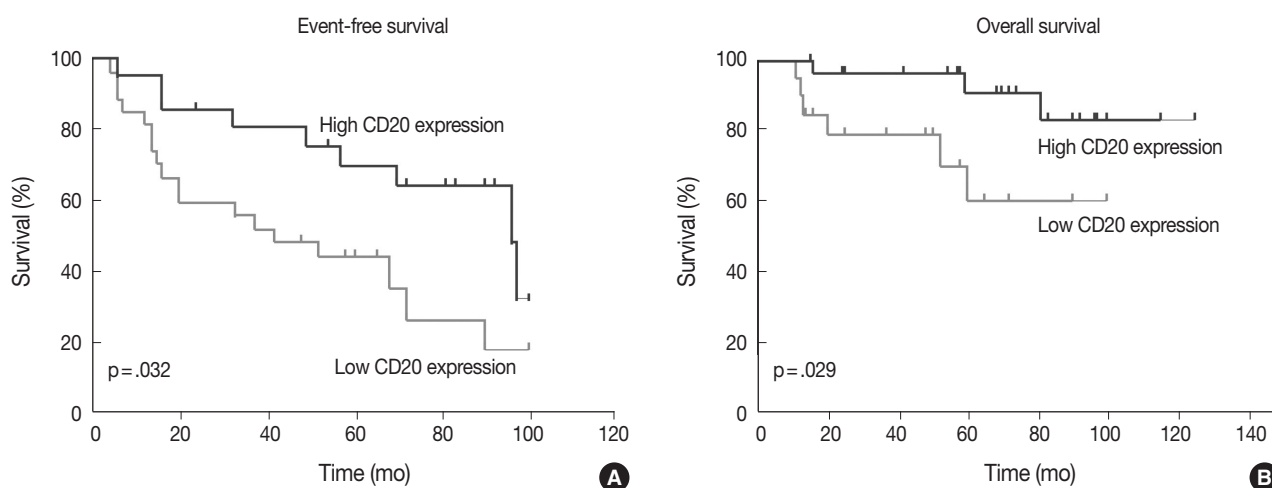 Event-free survival
100
80
60
40
20
0
Survival (%)
High CD20 expression
Low CD20 expression
p=.032
0 20 40 60 80 100 120
Time (mo)
A
Overall survival
100
80
60
40
20
0
Survival (%)
High CD20 expression
Low CD20 expression
p=.029
0 20 40 60 80 100 120 140
Time (mo)
B